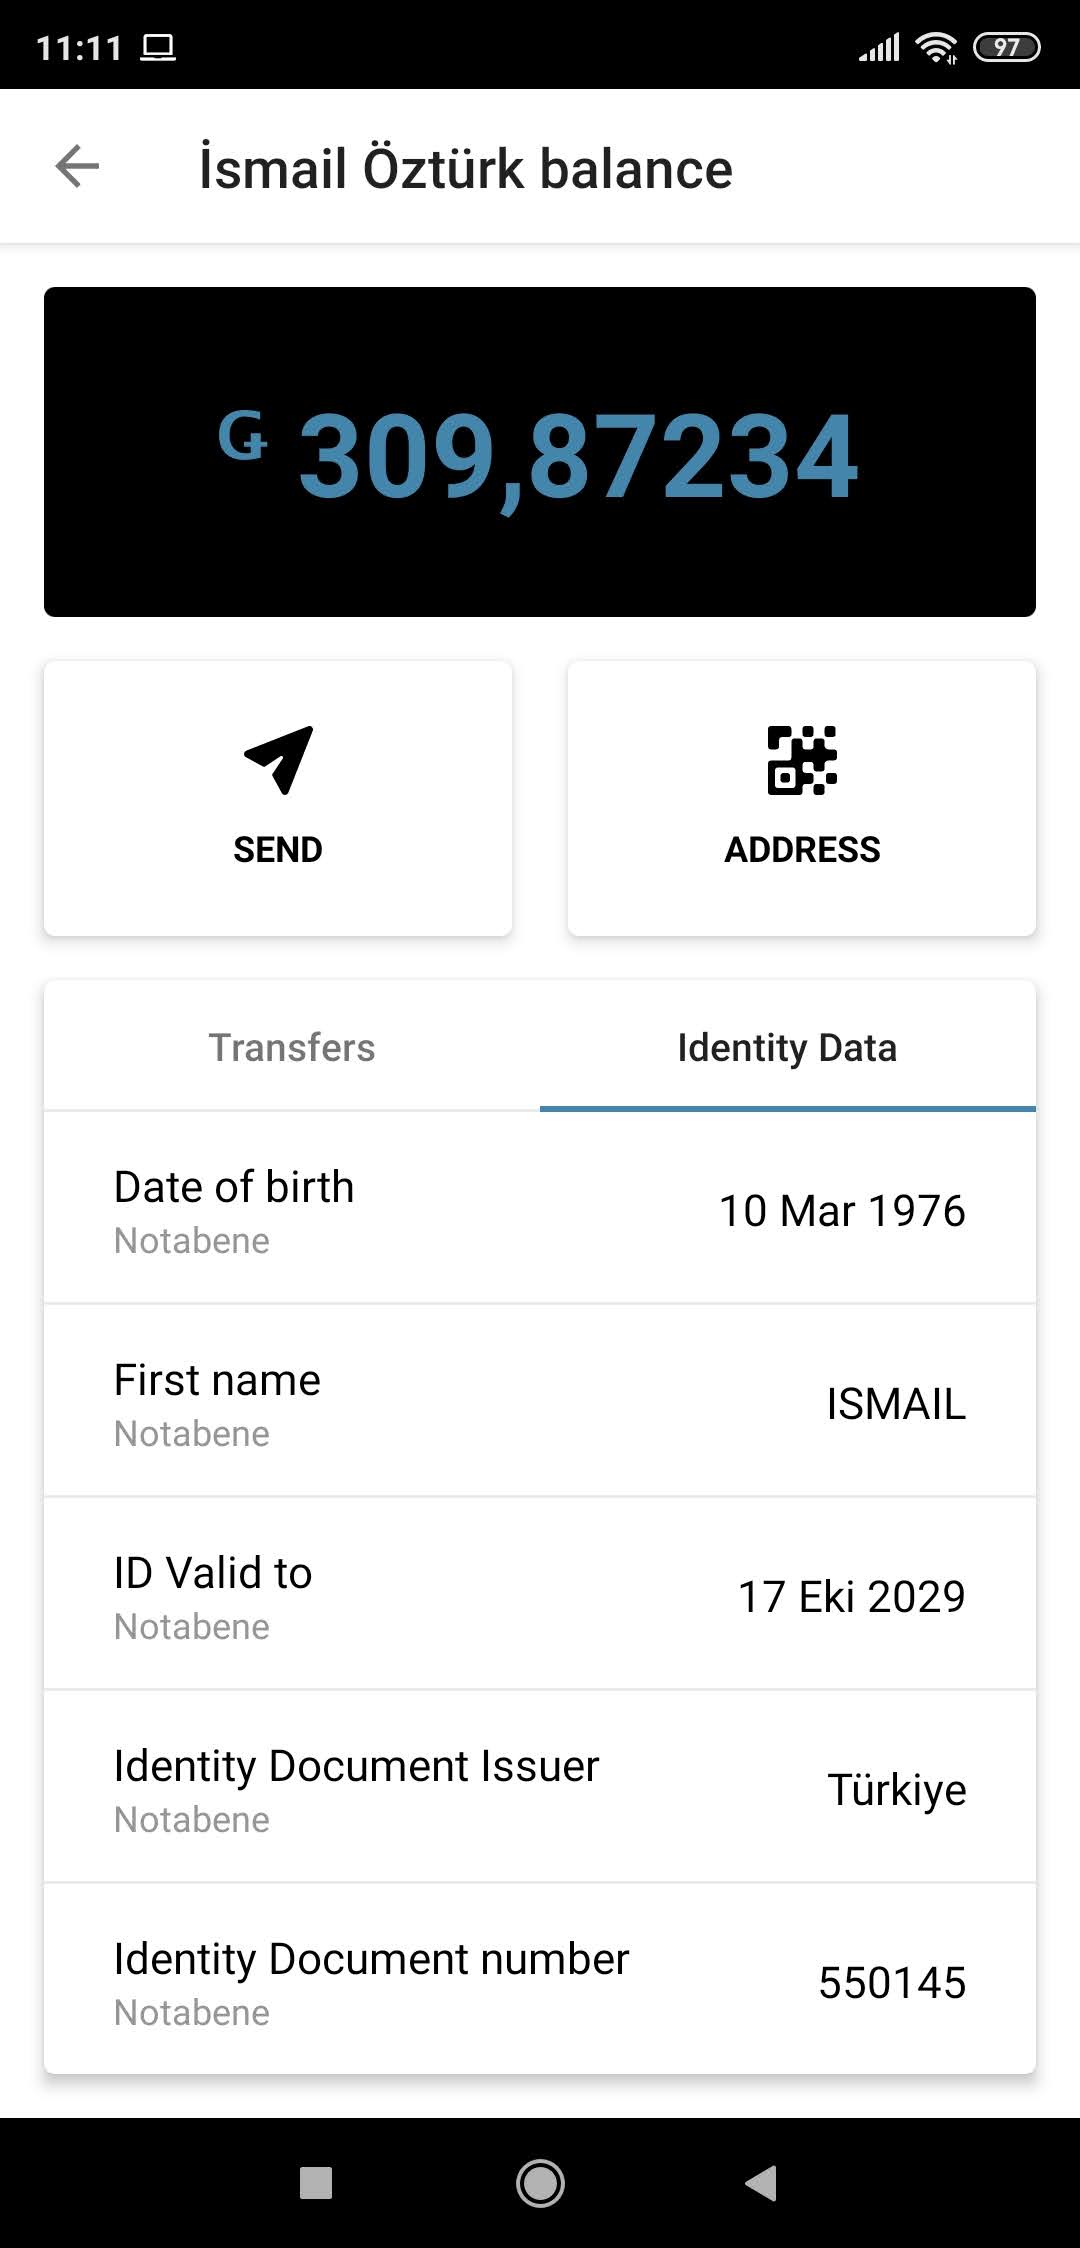 11:11
97
İsmail Öztürk balance
Ǥ 309,87234
SEND
ADDRESS
Transfers
Identity Data
Date of birth
Notabene
10 Mar 1976
First name
Notabene
ISMAIL
ID Valid to
Notabene
17 Eki 2029
Identity Document Issuer
Notabene
Türkiye
Identity Document number
Notabene
550145